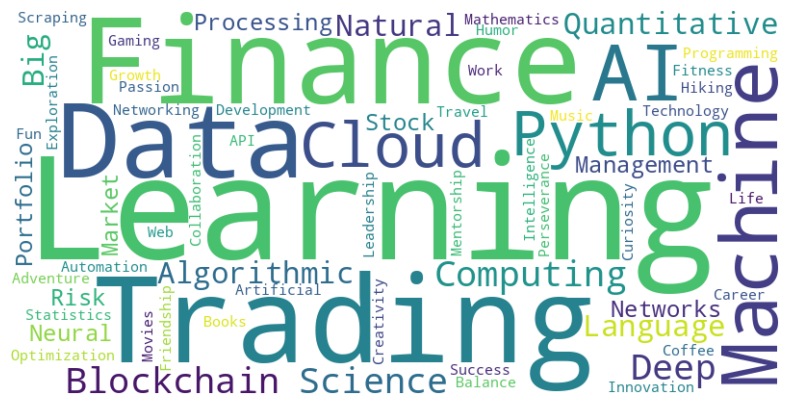 Scraping
Processing
Natural
Mathematics
Quantitative
Humor
Finance
Gaming
Big
AI
Programming
Growth
Passion
Work
Fitness
Hiking
Exploration
Networking
Development
API
Stock
Travel
Music
Technology
Fun
Data
Cloud
Python
Machine
Portfolio
Market
Collaboration
Web
Leadership
Mentorship
Intelligence
Perseverance
Management
Curiosity
Life
Learning
Automation
Adventure
Algorithmic
Artificial
Computing
Career
Risk
Statistics
Neural
Optimization
Movies
Friendship
Trading
Books
Creativity
Networks
Language
Coffee
Deep
Blockchain
Science
Success
Balance
Innovation